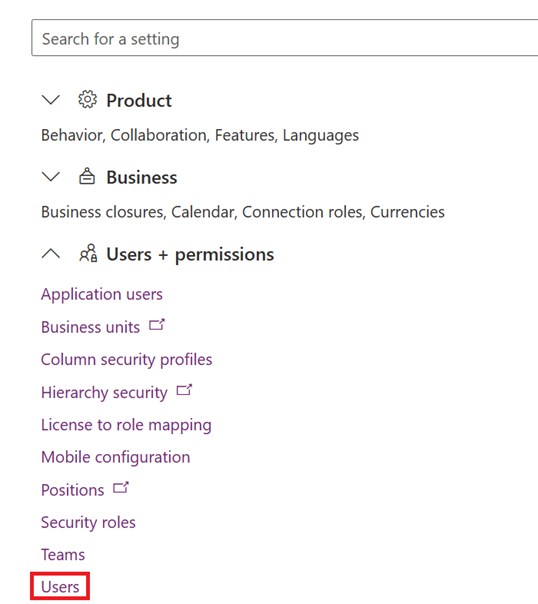 Search for a setting
Product
Behavior, Collaboration, Features, Languages
Business
Business closures, Calendar, Connection roles, Currencies
Users + permissions
Application users
Business units
Column security profiles
Hierarchy security
License to role mapping
Mobile configuration
Positions
Security roles
Teams
Users